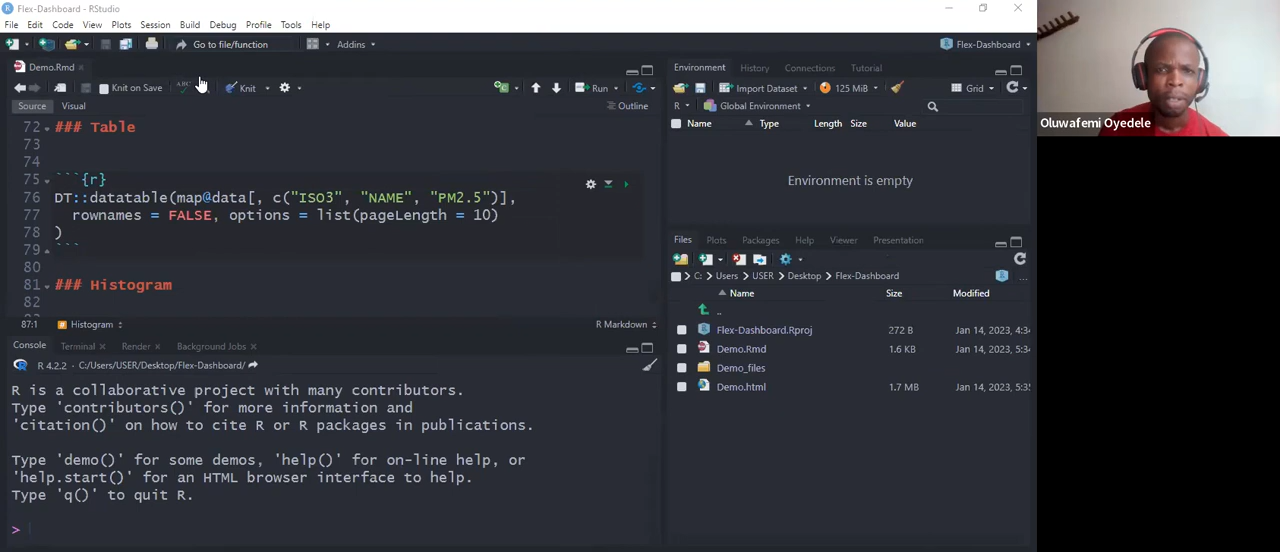 Flex-Dashboard - RStudio
File Edit Code View Plots Session Build Debug Profile Tools Help
Go to file/function Addins Flex-Dashboard
Demo.Rmd
Knit on Save ABC Knit Run
Source Visual Outline
72 ### Table
73
74
75 ```{r}
76 DT::datatable(map@data[, c("ISO3", "NAME", "PM2.5")],
77 rownames = FALSE, options = list(pageLength = 10)
78 )
79 ```
80
81 ### Histogram
82
87:1 Histogram R Markdown
Console Terminal Render Background Jobs
R 4.2.2 · C:/Users/USER/Desktop/Flex-Dashboard/
R is a collaborative project with many contributors.
Type 'contributors()' for more information and
'citation()' on how to cite R or R packages in publications.
Type 'demo()' for some demos, 'help()' for on-line help, or
'help.start()' for an HTML browser interface to help.
Type 'q()' to quit R.
>
Environment History Connections Tutorial
Import Dataset 125 MiB Grid
R Global Environment
Name Type Length Size Value
Environment is empty
Files Plots Packages Help Viewer Presentation
C: Users USER Desktop Flex-Dashboard ...
Name Size Modified
..
Flex-Dashboard.Rproj 272 B Jan 14, 2023, 4:34
Demo.Rmd 1.6 KB Jan 14, 2023, 5:34
Demo_files
Demo.html 1.7 MB Jan 14, 2023, 5:35
Oluwafemi Oyedele